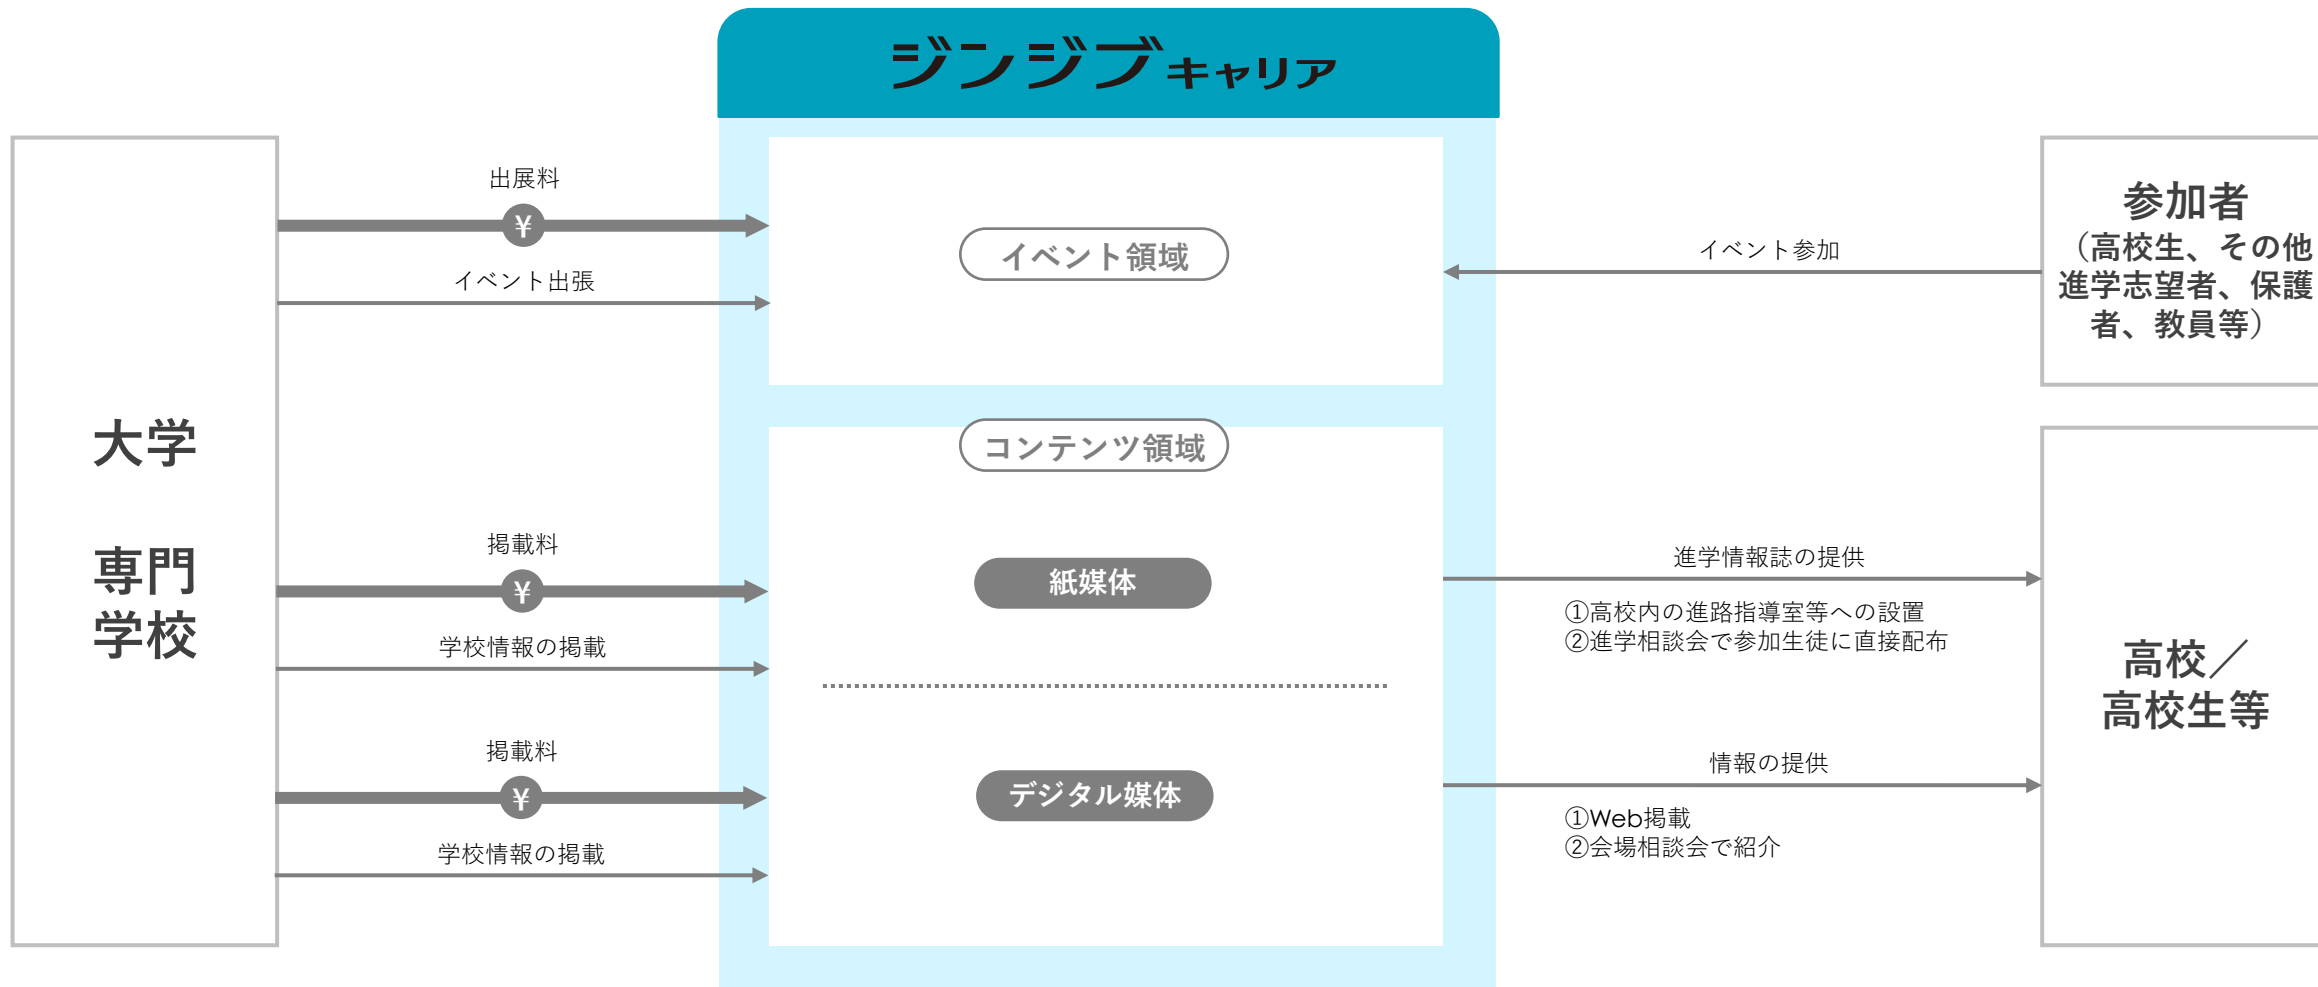 ジンジブキャリア
大学
専門
学校
出展料
¥
イベント出張
イベント領域
イベント参加
参加者
（高校生、その他
進学志望者、保護
者、教員等）
コンテンツ領域
掲載料
¥
学校情報の掲載
紙媒体
進学情報誌の提供
①高校内の進路指導室等への設置
②進学相談会で参加生徒に直接配布
掲載料
¥
学校情報の掲載
デジタル媒体
情報の提供
①Web掲載
②会場相談会で紹介
高校／
高校生等